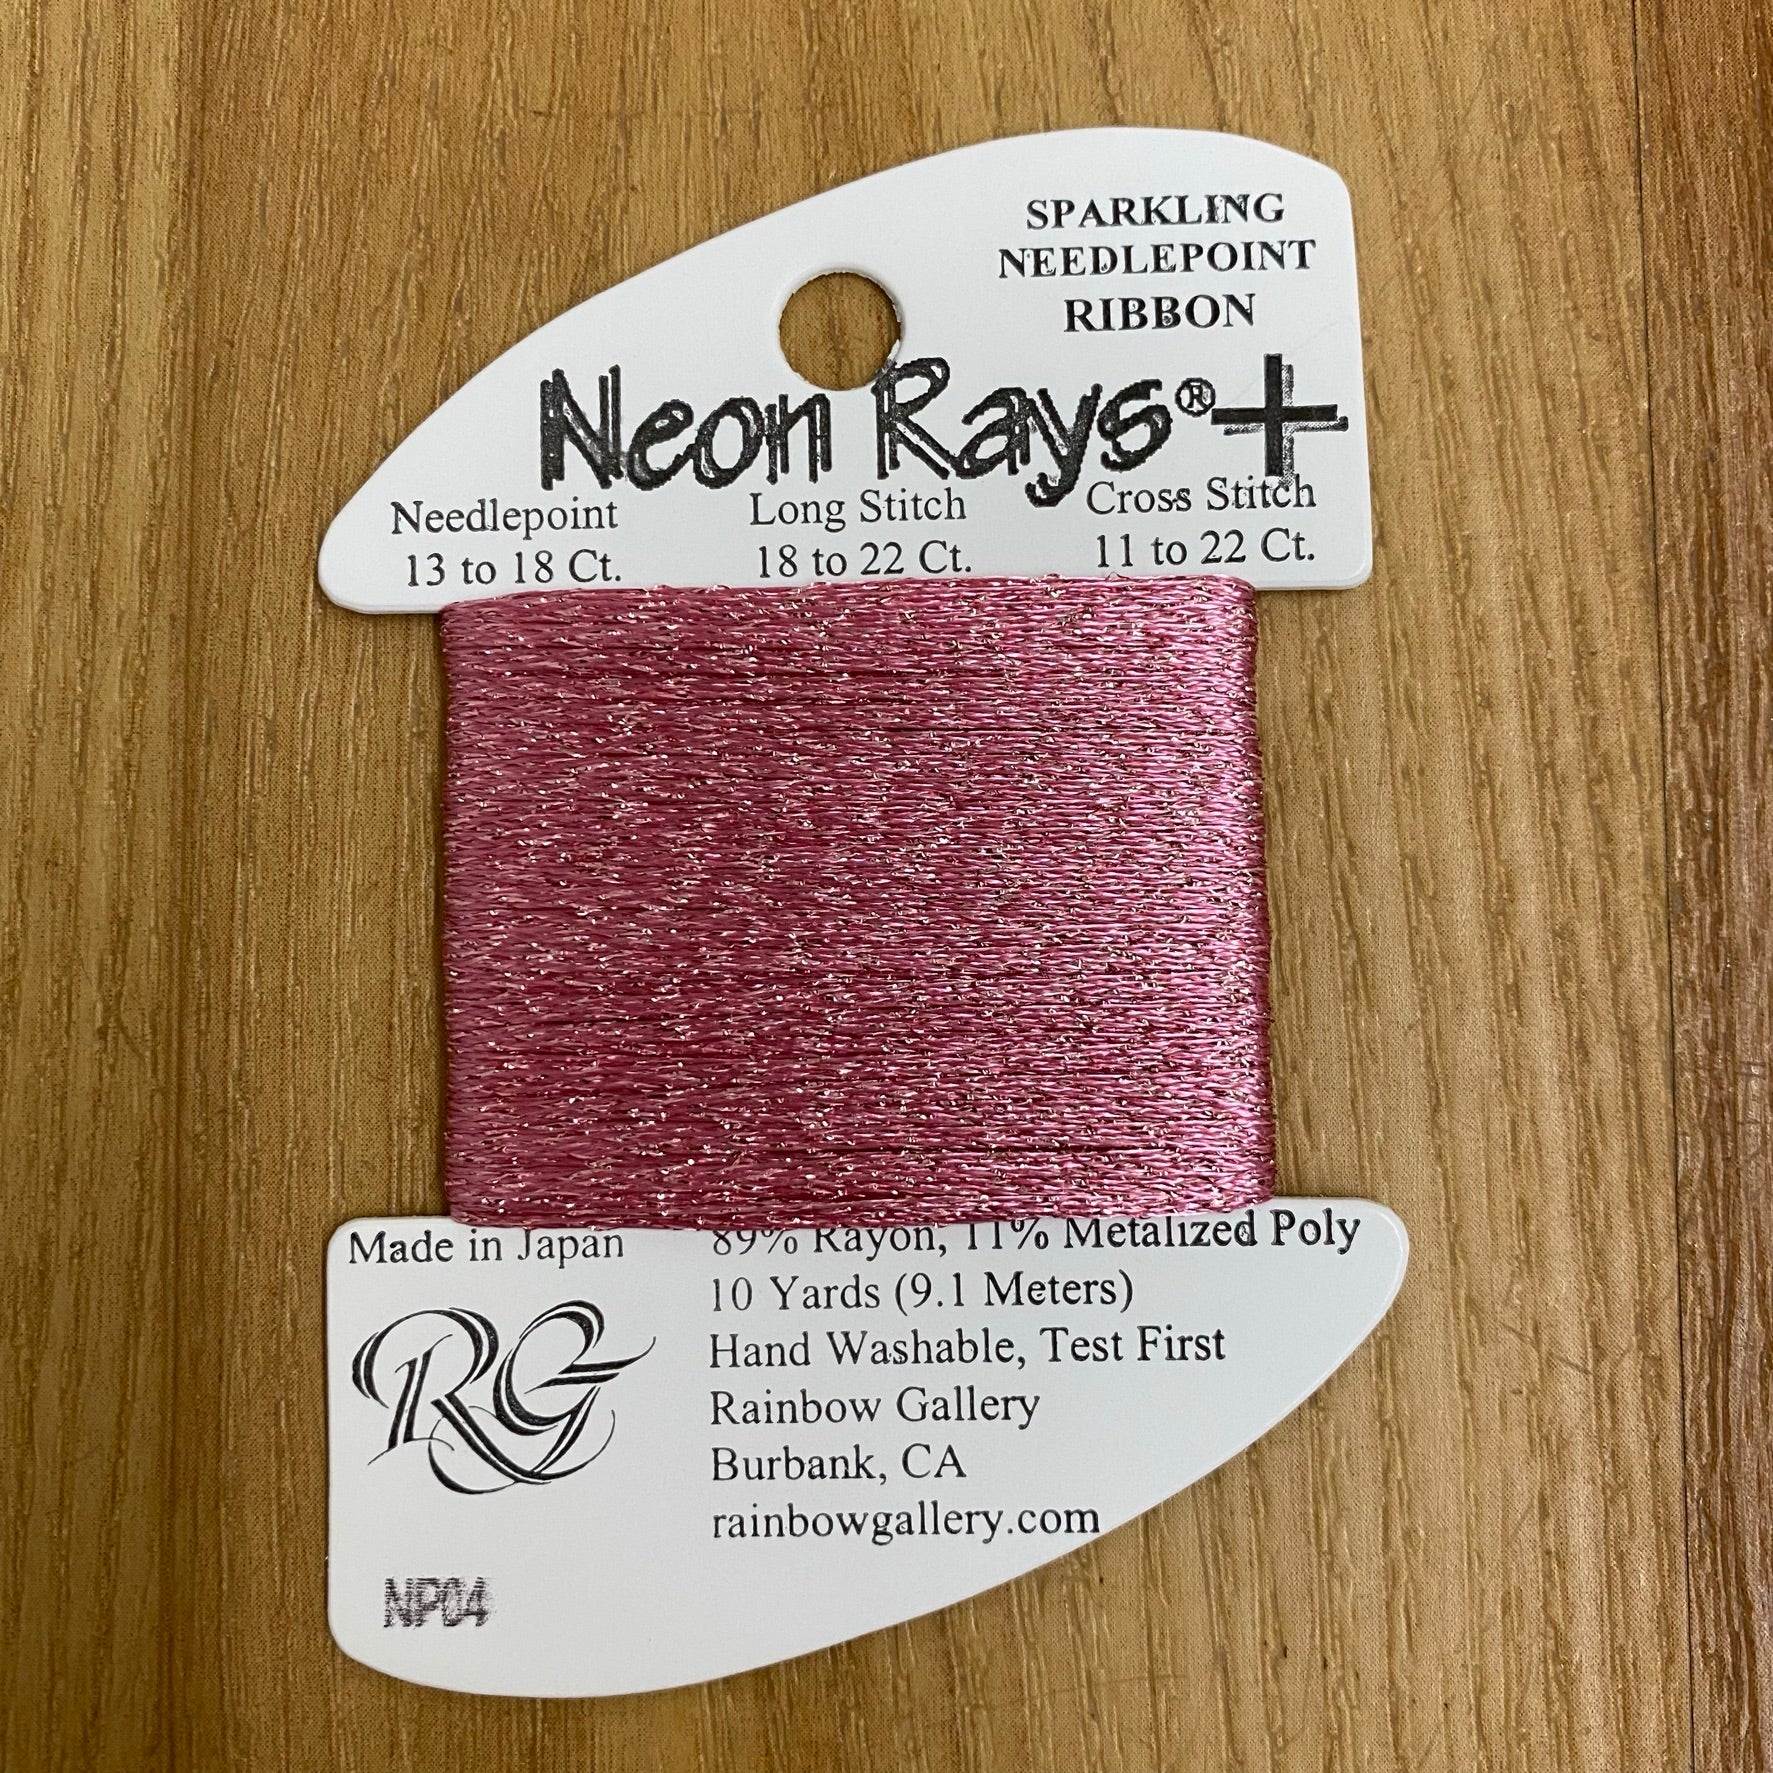 SPARKLING
NEEDLEPOINT
RIBBON
Neon Rays®+
Needlepoint
13 to 18 Ct.
Long Stitch
18 to 22 Ct.
Cross Stitch
11 to 22 Ct.
Made in Japan
89% Rayon, 11% Metalized Poly
10 Yards (9.1 Meters)
Hand Washable, Test First
Rainbow Gallery
Burbank, CA
rainbowgallery.com
RG
NP04